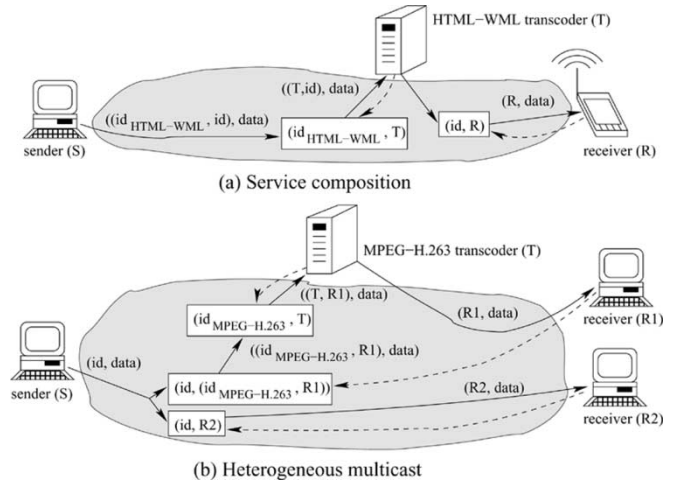 HTML−WML transcoder (T)
((T,id), data)
(R, data)
((id HTML−WML , id), data)
(id HTML−WML , T)
(id, R)
sender (S)
receiver (R)
(a) Service composition
MPEG−H.263 transcoder (T)
((T, R1), data)
(R1, data)
(id MPEG−H.263 , T)
receiver (R1)
((id MPEG−H.263 , R1), data)
(id, data)
(id, (id MPEG−H.263 , R1))
(R2, data)
sender (S)
(id, R2)
receiver (R2)
(b) Heterogeneous multicast